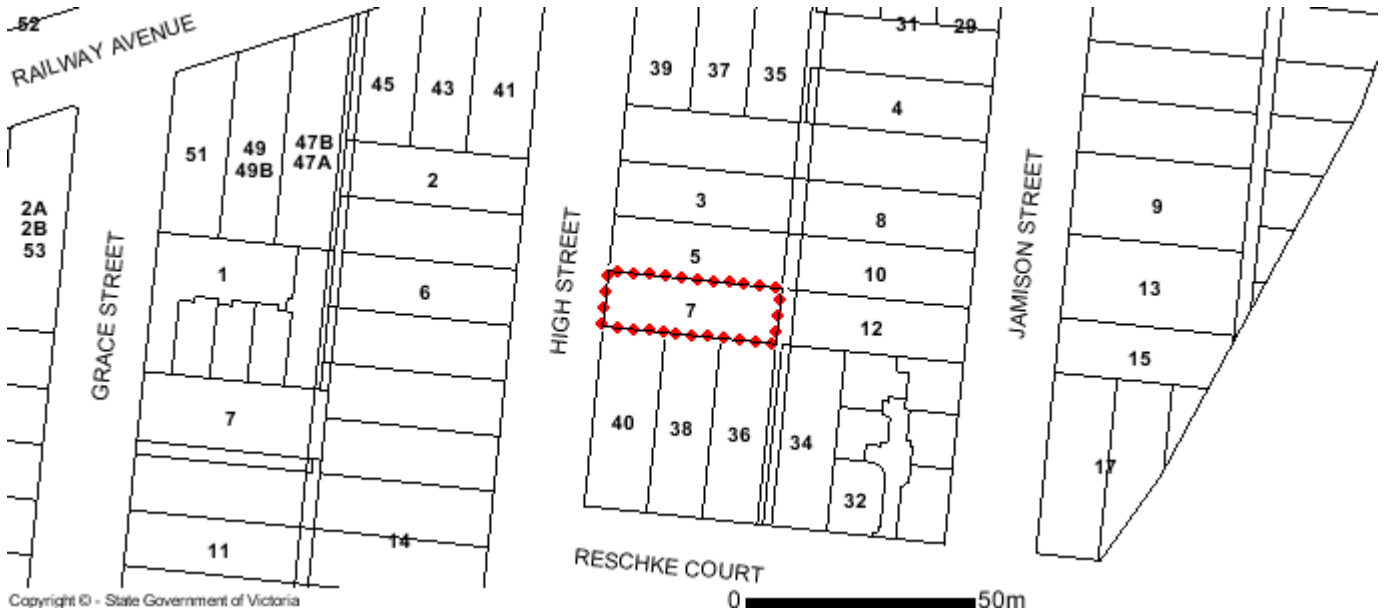 52
RAILWAY AVENUE
31
29
39
37
35
45
43
41
4
51
49
49B
47B
47A
2
3
8
9
2A
2B
53
GRACE STREET
HIGH STREET
JAMISON STREET
1
6
5
10
13
7
12
15
7
40
38
36
34
17
32
11
14
RESCHKE COURT
Copyright © - State Government of Victoria
0
50m